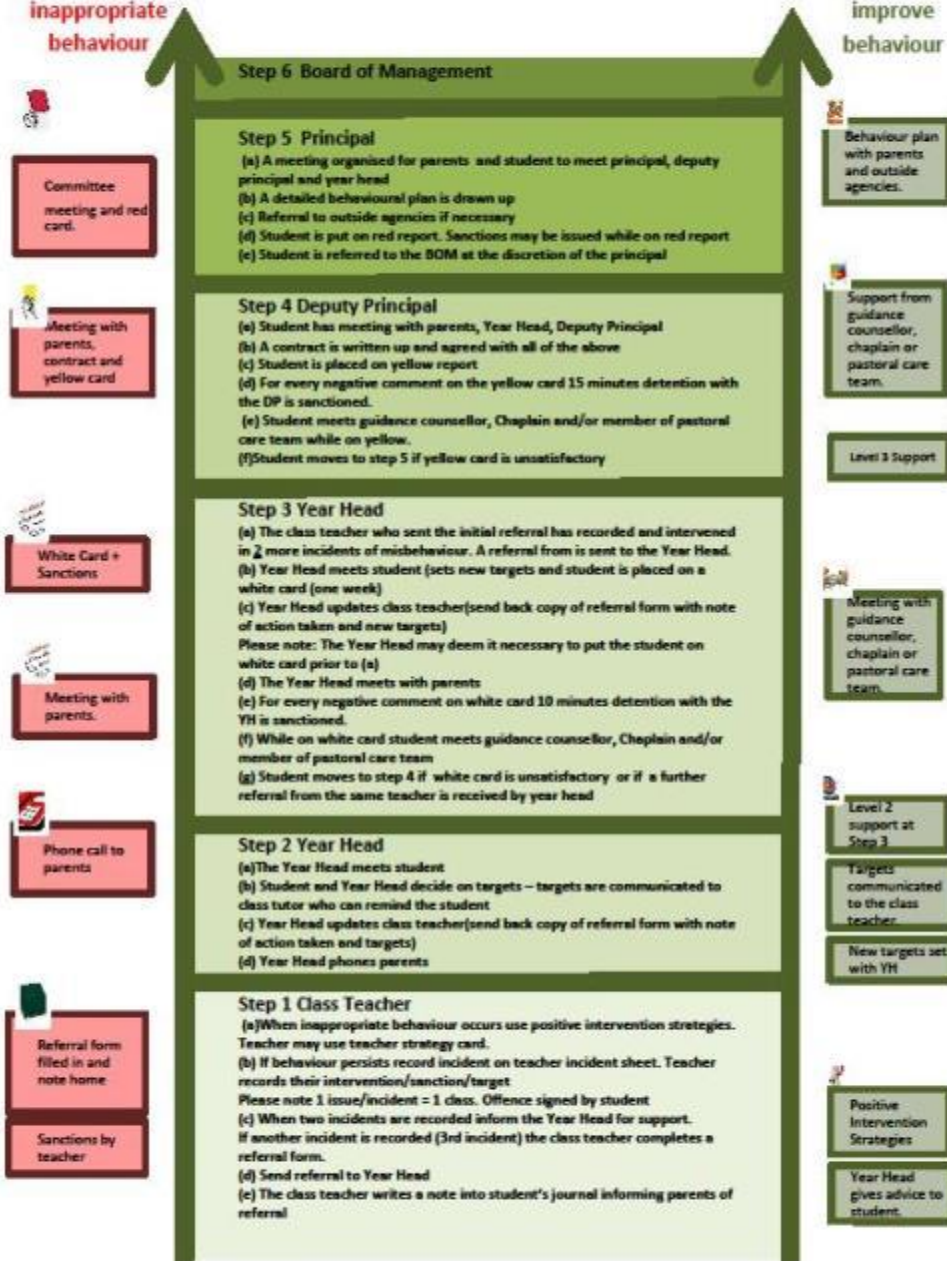 inappropriate
behaviour
improve
behaviour
Step 6 Board of Management
Step 5 Principal
(a) A meeting organised for parents and student to meet principal, deputy
principal and year head
(b) A detailed behavioural plan is drawn up
(c) Referral to outside agencies if necessary
(d) Student is put on red report. Sanctions may be issued while on red report
(e) Student is referred to the BOM at the discretion of the principal
Committee
meeting and red
card.
Behaviour plan
with parents
and outside
agencies.
Step 4 Deputy Principal
(a) Student has meeting with parents, Year Head, Deputy Principal
(b) A contract is written up and agreed with all of the above
(c) Student is placed on yellow report
(d) For every negative comment on the yellow card 15 minutes detention with
the DP is sanctioned.
(e) Student meets guidance counsellor, Chaplain and/or member of pastoral
care team while on yellow.
(f)Student moves to step 5 if yellow card is unsatisfactory
Meeting with
parents,
contract and
yellow card
Support from
guidance
counsellor,
chaplain or
pastoral care
team.
Level 3 Support
Step 3 Year Head
(a) The class teacher who sent the initial referral has recorded and intervened
in 2 more incidents of misbehaviour. A referral from is sent to the Year Head.
(b) Year Head meets student (sets new targets and student is placed on a
white card (one week)
(c) Year Head updates class teacher(send back copy of referral form with note
of action taken and new targets)
Please note: The Year Head may deem it necessary to put the student on
white card prior to (a)
(d) The Year Head meets with parents
(e) For every negative comment on white card 10 minutes detention with the
YH is sanctioned.
(f) While on white card student meets guidance counsellor, Chaplain and/or
member of pastoral care team
(g) Student moves to step 4 if white card is unsatisfactory or if a further
referral from the same teacher is received by year head
White Card +
Sanctions
Meeting with
parents.
Meeting with
guidance
counsellor,
chaplain or
pastoral care
team.
Step 2 Year Head
(a)The Year Head meets student
(b) Student and Year Head decide on targets – targets are communicated to
class tutor who can remind the student
(c) Year Head updates class teacher(send back copy of referral form with note
of action taken and targets)
(d) Year Head phones parents
Phone call to
parents
Level 2
support at
Step 3
Targets
communicated
to the class
teacher.
New targets set
with YH
Step 1 Class Teacher
(a)When inappropriate behaviour occurs use positive intervention strategies.
Teacher may use teacher strategy card.
(b) If behaviour persists record incident on teacher incident sheet. Teacher
records their intervention/sanction/target
Please note 1 issue/incident = 1 class. Offence signed by student
(c) When two incidents are recorded inform the Year Head for support.
If another incident is recorded (3rd incident) the class teacher completes a
referral form.
(d) Send referral to Year Head
(e) The class teacher writes a note into student's journal informing parents of
referral
Referral form
filled in and
note home
Sanctions by
teacher
Positive
Intervention
Strategies
Year Head
gives advice to
student.